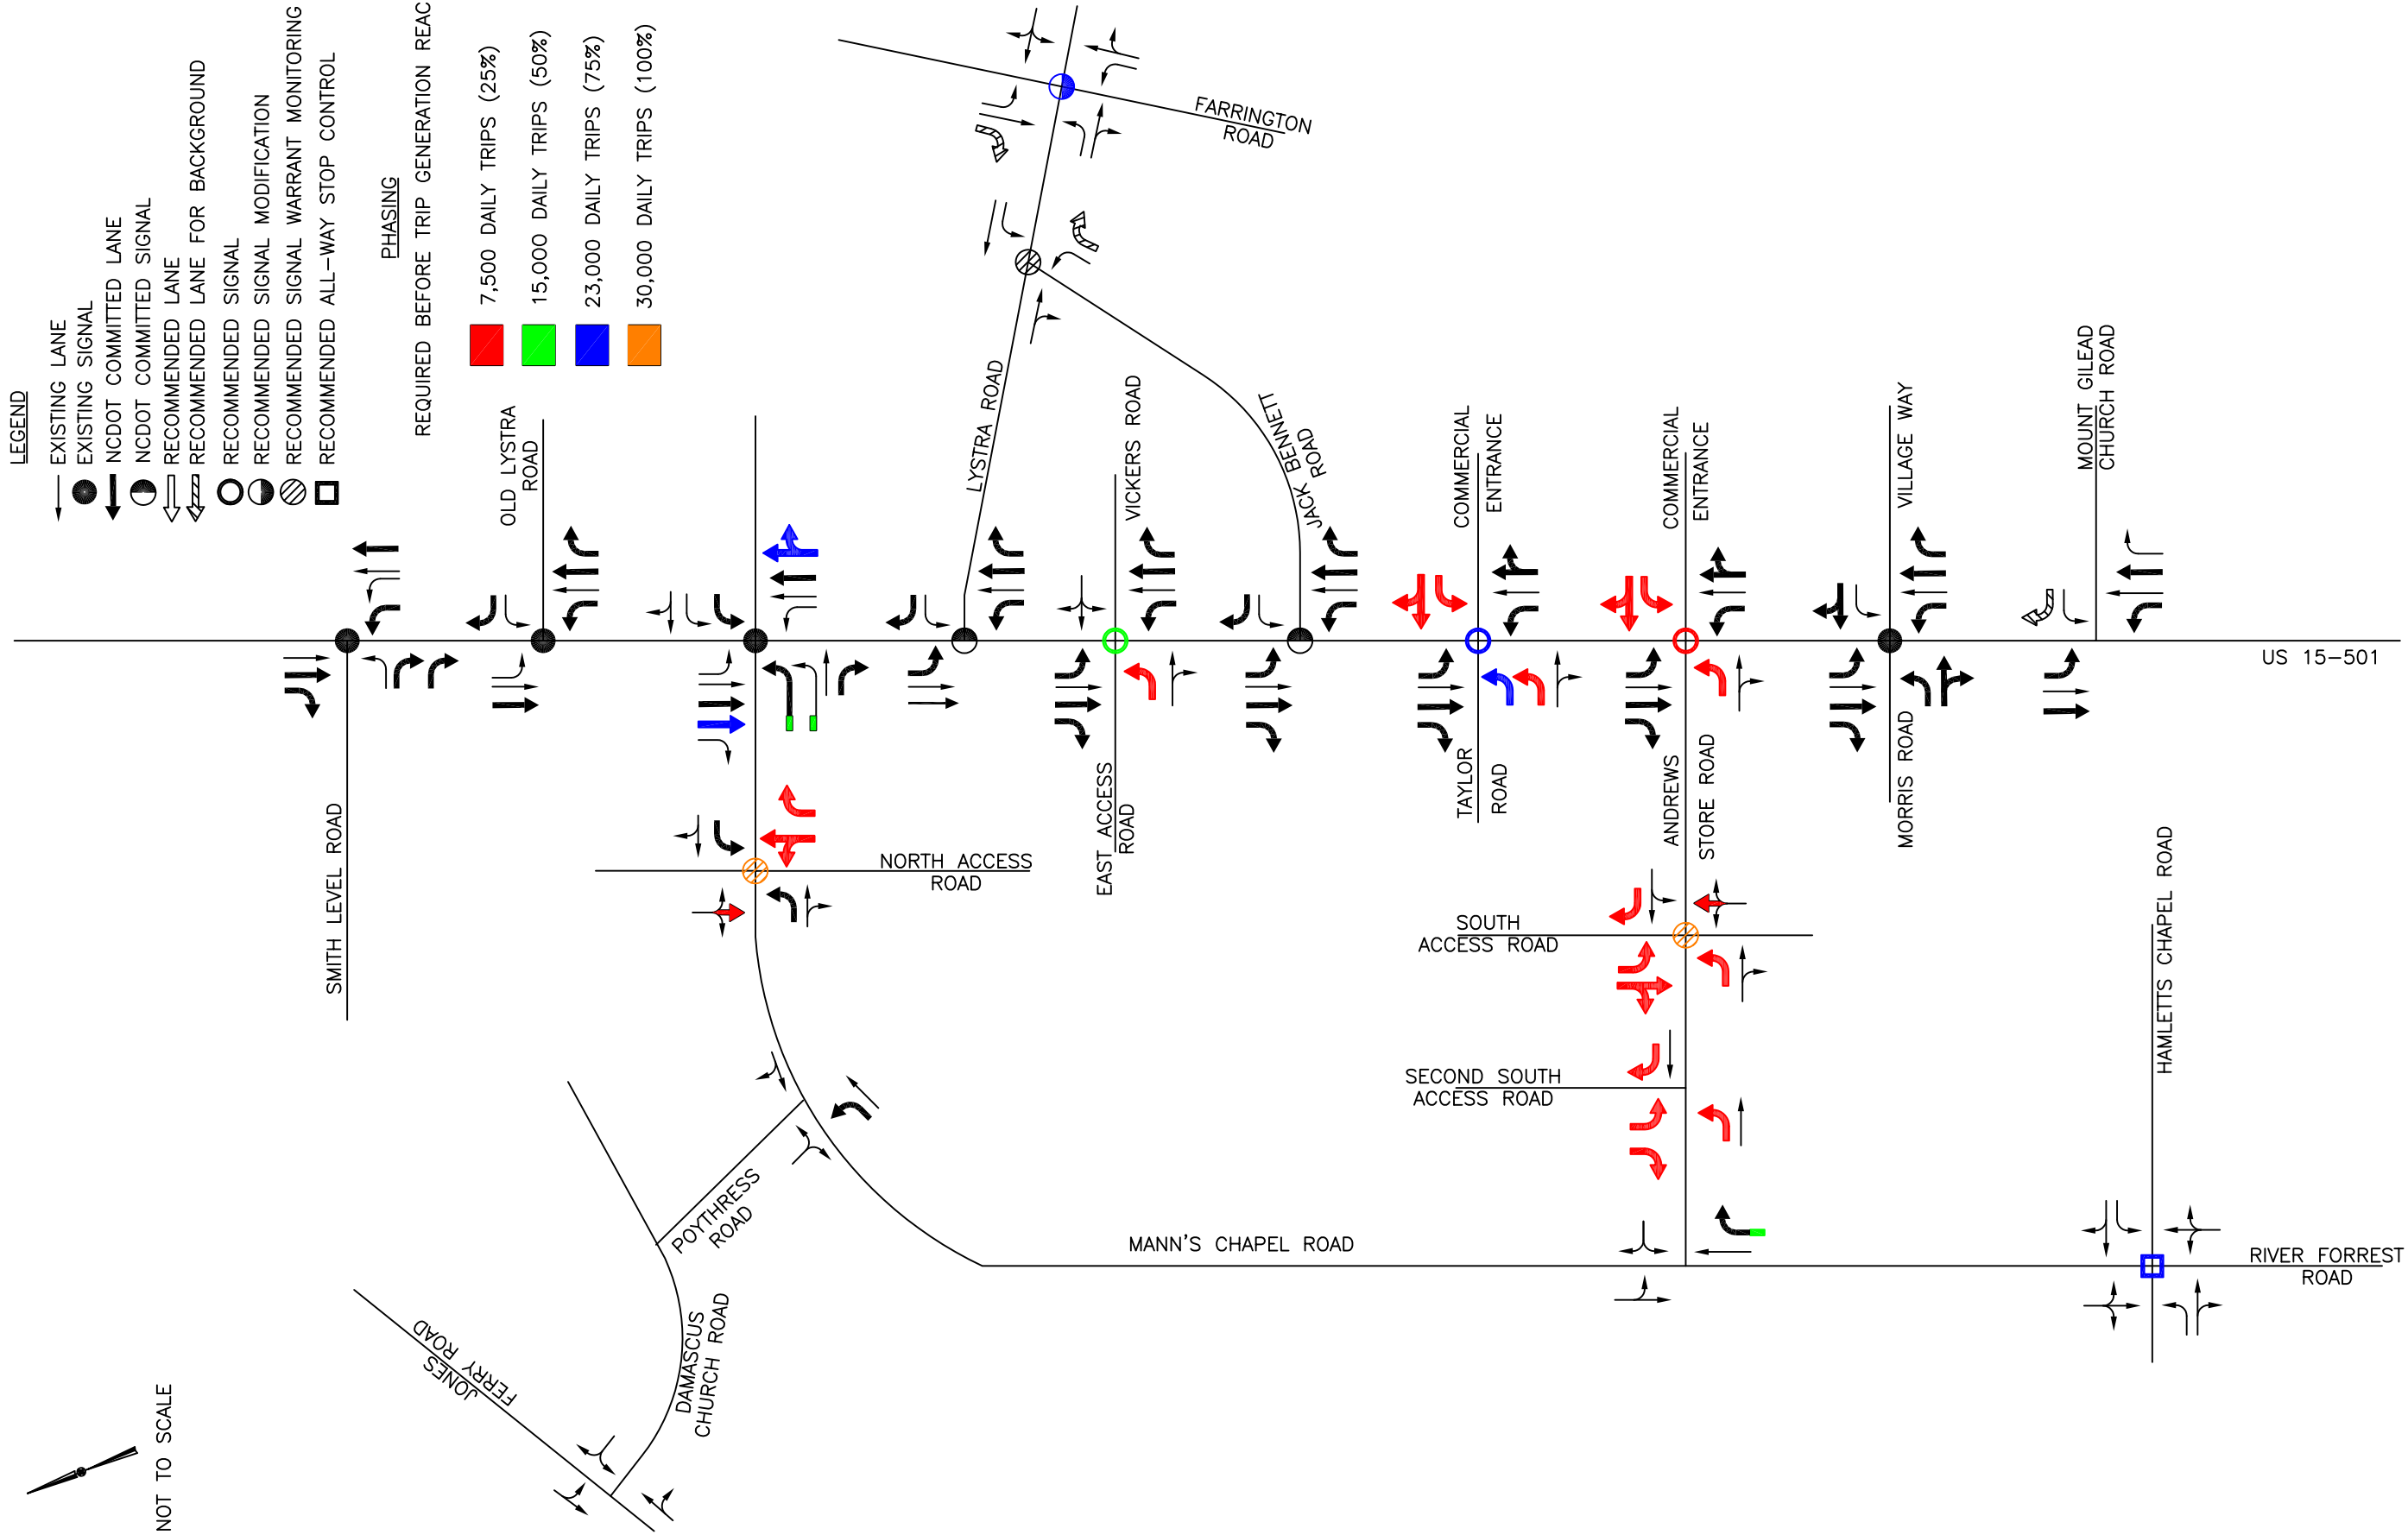 LEGEND
EXISTING LANE
EXISTING SIGNAL
NCDOT COMMITTED LANE
NCDOT COMMITTED SIGNAL
RECOMMENDED LANE
RECOMMENDED LANE FOR BACKGROUND
RECOMMENDED SIGNAL
RECOMMENDED SIGNAL MODIFICATION
RECOMMENDED SIGNAL WARRANT MONITORING
RECOMMENDED ALL-WAY STOP CONTROL
PHASING
REQUIRED BEFORE TRIP GENERATION REAC
7,500 DAILY TRIPS (25%)
15,000 DAILY TRIPS (50%)
23,000 DAILY TRIPS (75%)
30,000 DAILY TRIPS (100%)
FARRINGTON
ROAD
OLD LYSTRA
ROAD
LYSTRA ROAD
VICKERS ROAD
JACK BENNETT
ROAD
COMMERCIAL
ENTRANCE
COMMERCIAL
ENTRANCE
VILLAGE WAY
MOUNT GILEAD
CHURCH ROAD
US 15-501
SMITH LEVEL ROAD
NORTH ACCESS
ROAD
EAST ACCESS
ROAD
TAYLOR
ROAD
ANDREWS
STORE ROAD
MORRIS ROAD
HAMLETTS CHAPEL ROAD
SOUTH
ACCESS ROAD
SECOND SOUTH
ACCESS ROAD
POYTHRESS
ROAD
MANN'S CHAPEL ROAD
RIVER FORREST
ROAD
DAMASCUS
CHURCH ROAD
JONES
FERRY ROAD
NOT TO SCALE